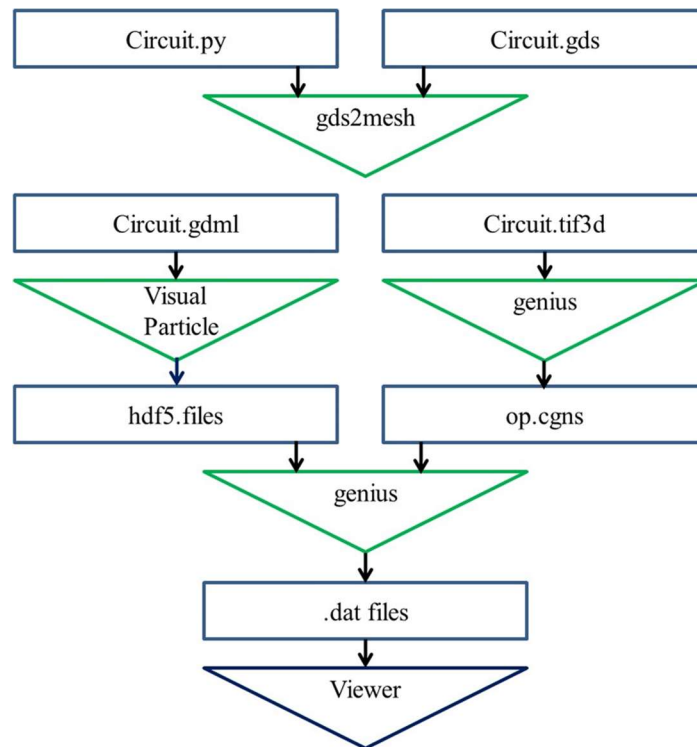 Circuit.py
Circuit.gds
gds2mesh
Circuit.gdml
Circuit.tif3d
Visual
Particle
genius
hdf5.files
op.cgns
genius
.dat files
Viewer